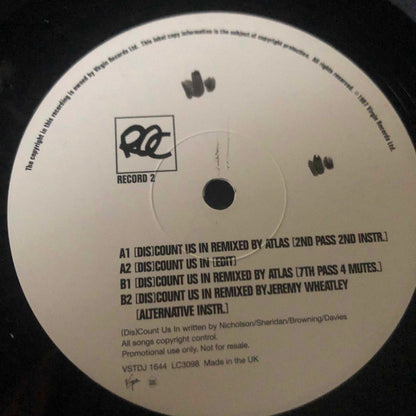 The copyright in this recording is owned by Virgin Records Ltd. This label copy information is the subject of copyright protection. All rights reserved. ℗ 1997 Virgin Records Ltd.
ROC
RECORD 2
A1 [DIS]COUNT US IN REMIXED BY ATLAS [2ND PASS 2ND INSTR.]
A2 [DIS]COUNT US IN [EDIT]
B1 [DIS]COUNT US IN REMIXED BY ATLAS [7TH PASS 4 MUTES.]
B2 [DIS]COUNT US IN REMIXED BY JEREMY WHEATLEY
[ALTERNATIVE INSTR.]
[Dis]Count Us In written by Nicholson/Sheridan/Browning/Davies
All songs copyright control.
Promotional use only. Not for resale.
VSTDJ 1644 LC3098 Made in the UK
Virgin